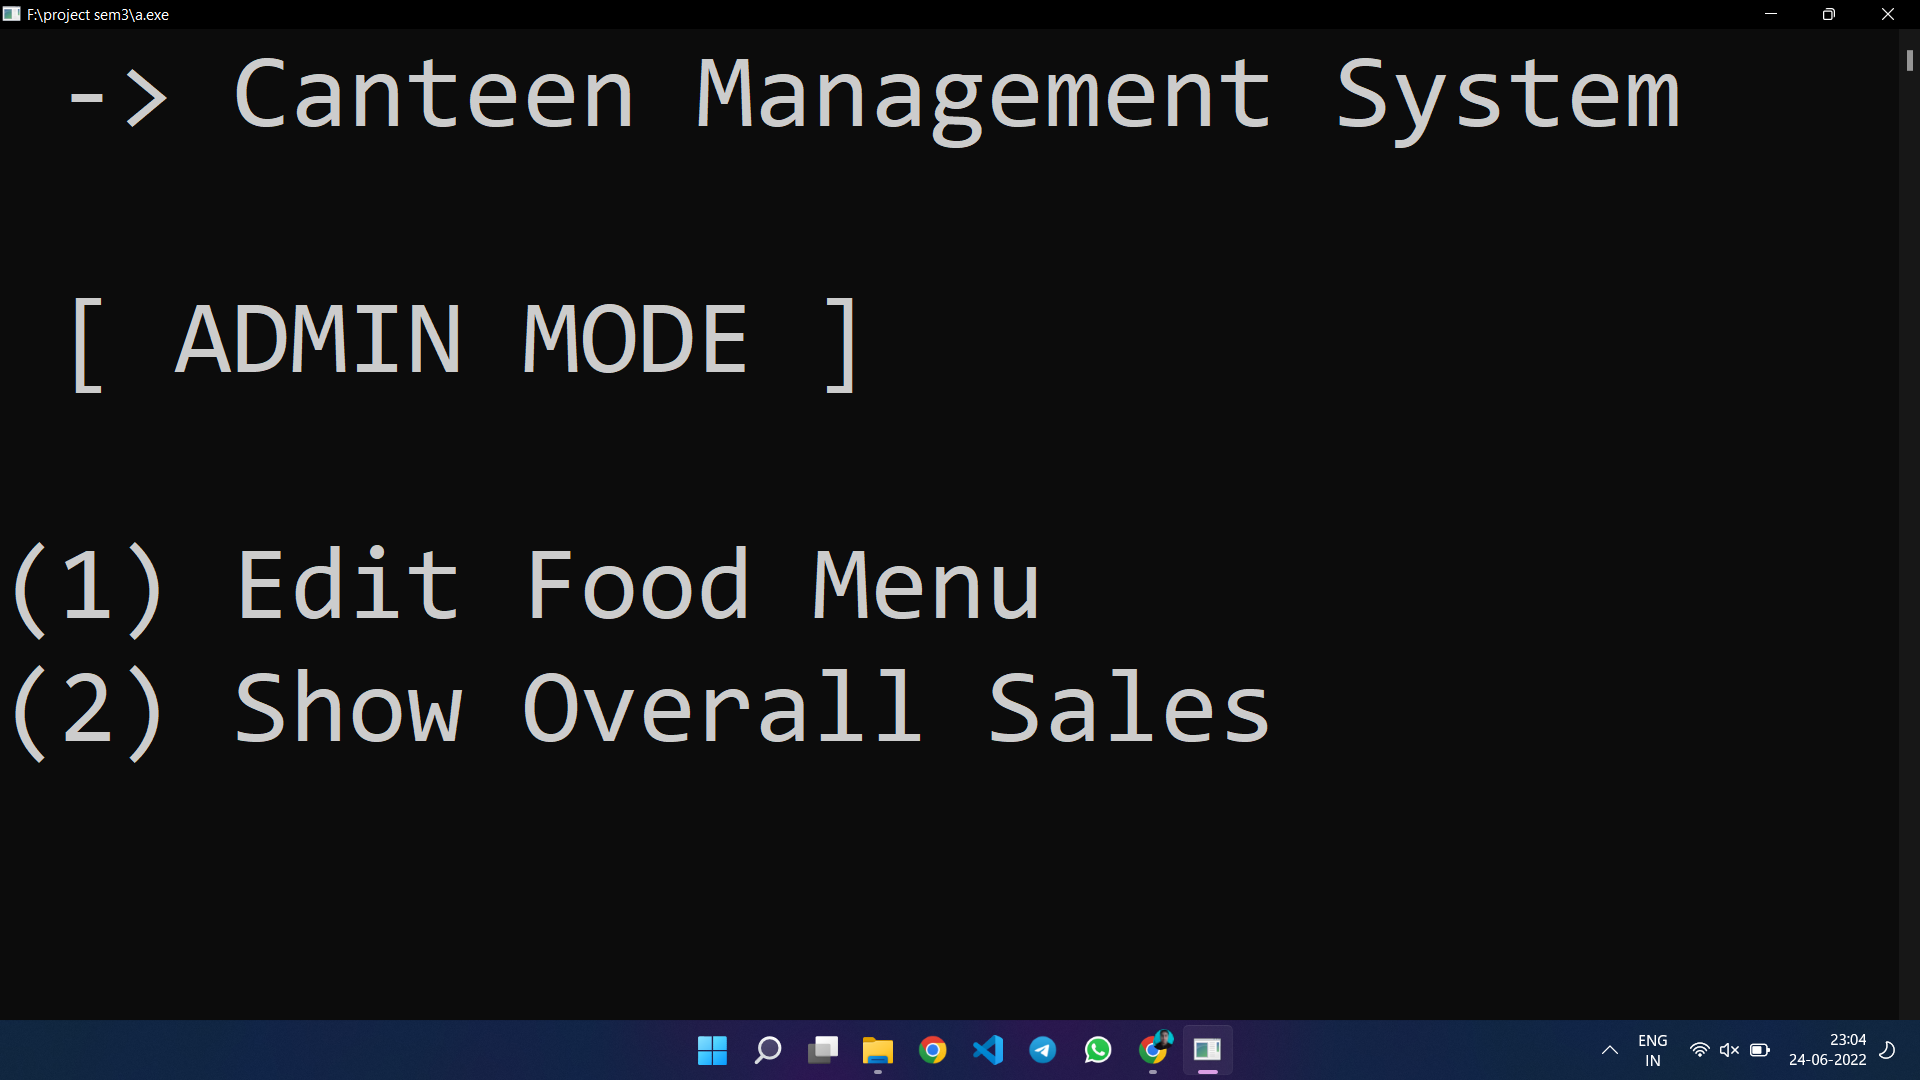 F:\project sem3\a.exe
-> Canteen Management System
[ ADMIN MODE ]
(1) Edit Food Menu
(2) Show Overall Sales
ENG
IN
23:04
24-06-2022